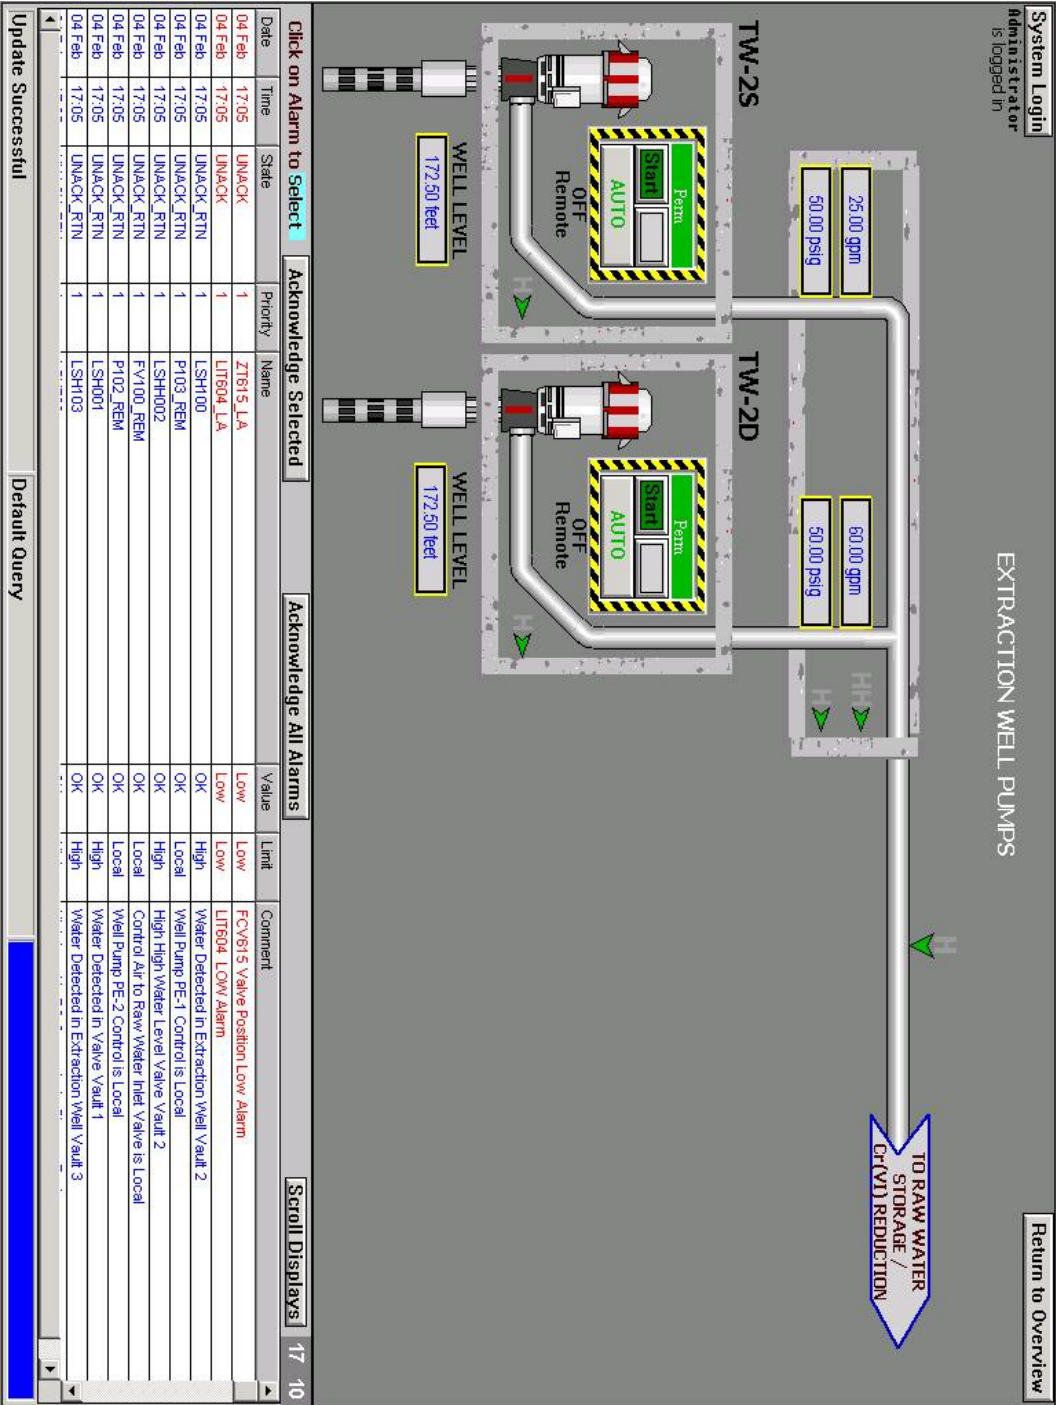 System Login
Administrator
is logged in
EXTRACTION WELL PUMPS
Return to Overview
25.00 gpm
50.00 psig
60.00 gpm
50.00 psig
HH
H
H
TO RAW WATER
STORAGE /
Cr(VI) REDUCTION
TW-2S
Perm
Start
AUTO
OFF
Remote
H
WELL LEVEL
172.50 feet
TW-2D
Perm
Start
AUTO
OFF
Remote
H
WELL LEVEL
172.50 feet
Click on Alarm to Select Acknowledge Selected Acknowledge All Alarms Scroll Displays 17 10
Date Time State Priority Name Value Limit Comment
04 Feb 17:05 UNACK 1 ZT615_LA Low Low FCV615 Valve Position Low Alarm
04 Feb 17:05 UNACK 1 LIT604_LA Low Low LIT604 LOW Alarm
04 Feb 17:05 UNACK_RTN 1 LSH100 OK High Water Detected in Extraction Well Vault 2
04 Feb 17:05 UNACK_RTN 1 P103_REM OK Local Well Pump PE-1 Control is Local
04 Feb 17:05 UNACK_RTN 1 LSHH002 OK High High High Water Level Valve Vault 2
04 Feb 17:05 UNACK_RTN 1 FV100_REM OK Local Control Air to Raw Water Inlet Valve is Local
04 Feb 17:05 UNACK_RTN 1 P102_REM OK Local Well Pump PE-2 Control is Local
04 Feb 17:05 UNACK_RTN 1 LSH001 OK High Water Detected in Valve Vault 1
04 Feb 17:05 UNACK_RTN 1 LSH103 OK High Water Detected in Extraction Well Vault 3
Update Successful Default Query